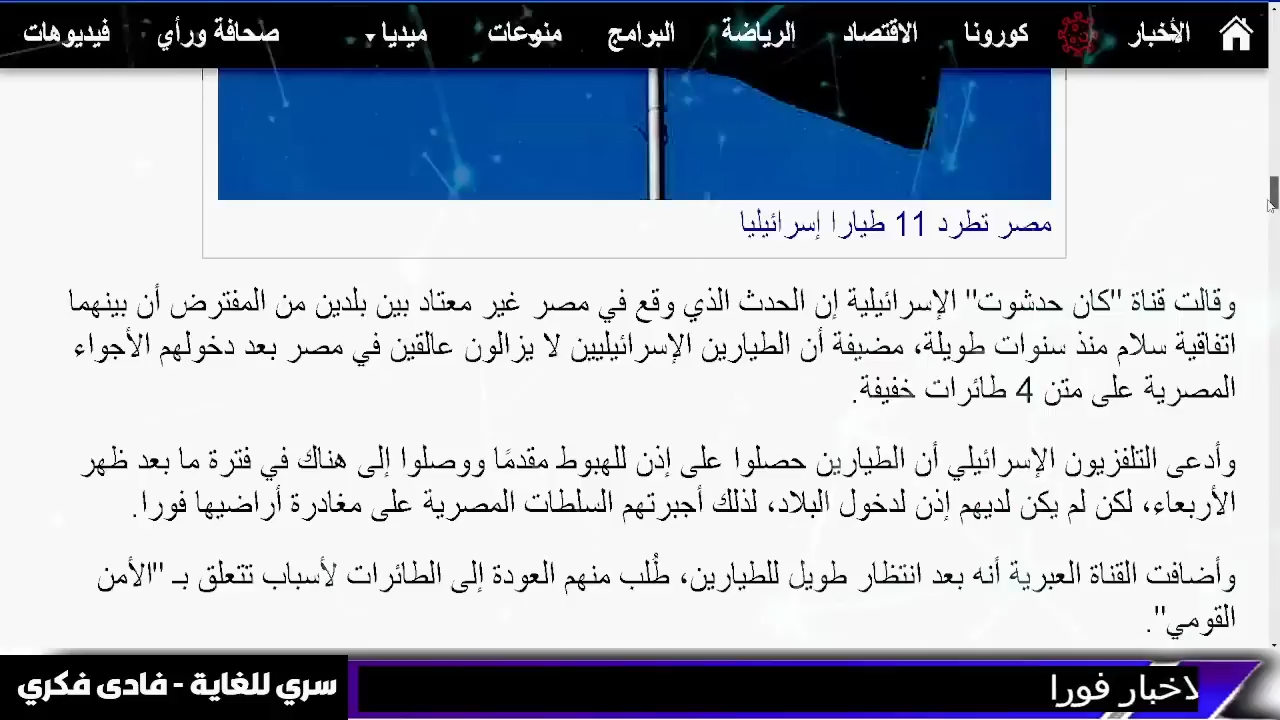 الأخبار كورونا الاقتصاد الرياضة البرامج منوعات ميديا صحافة ورأي فيديوهات
مصر تطرد 11 طيارا إسرائيليا
وقالت قناة "كان حدشوت" الإسرائيلية إن الحدث الذي وقع في مصر غير معتاد بين بلدين من المفترض أن بينهما
اتفاقية سلام منذ سنوات طويلة، مضيفة أن الطيارين الإسرائيليين لا يزالون عالقين في مصر بعد دخولهم الأجواء
المصرية على متن 4 طائرات خفيفة.
وأدعى التلفزيون الإسرائيلي أن الطيارين حصلوا على إذن للهبوط مقدمًا ووصلوا إلى هناك في فترة ما بعد ظهر
الأربعاء، لكن لم يكن لديهم إذن لدخول البلاد، لذلك أجبرتهم السلطات المصرية على مغادرة أراضيها فورا.
وأضافت القناة العبرية أنه بعد انتظار طويل للطيارين، طُلب منهم العودة إلى الطائرات لأسباب تتعلق بـ "الأمن
القومي".
لاخبار فورا
سري للغاية - فادى فكري